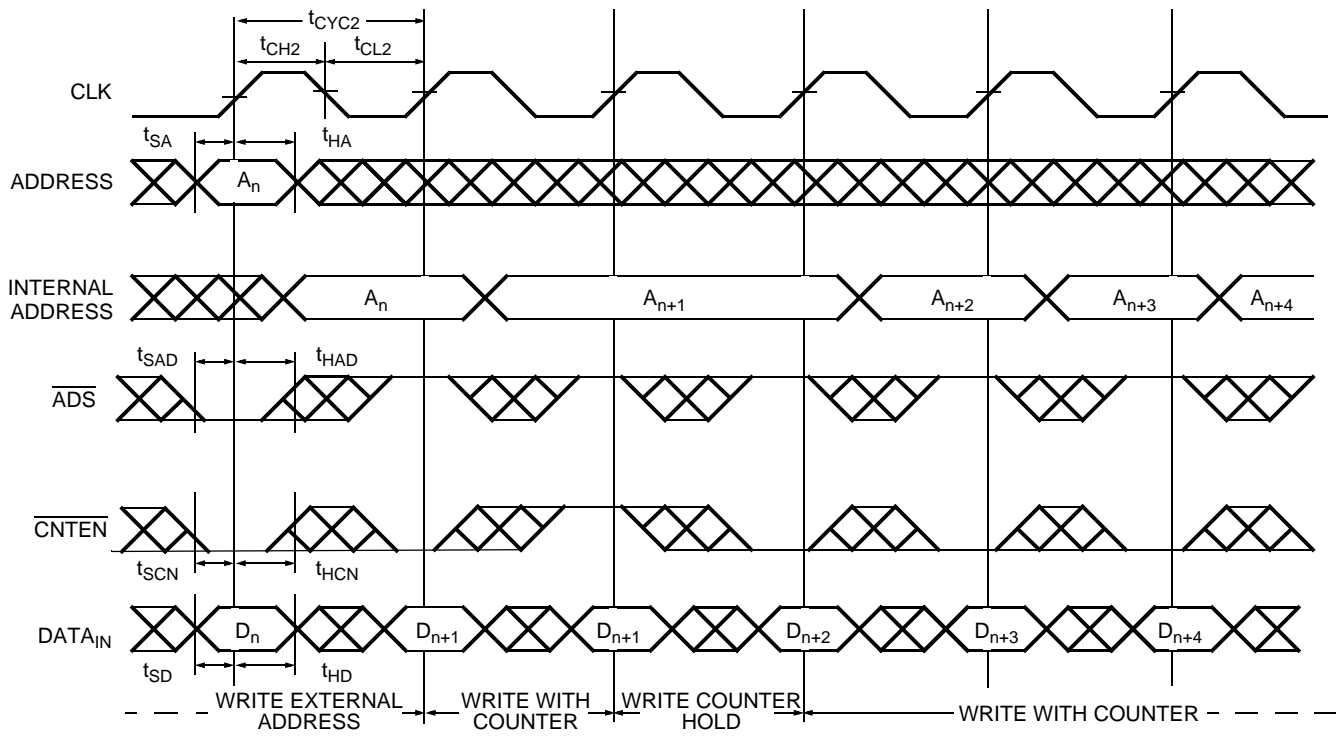 tCYC2
tCH2 tCL2
CLK
tSA tHA
ADDRESS An
INTERNAL
ADDRESS
An An+1 An+2 An+3 An+4
tSAD tHAD
ADS
CNTEN
tSCN tHCN
DATAIN Dn Dn+1 Dn+1 Dn+2 Dn+3 Dn+4
tSD tHD
WRITE EXTERNAL
ADDRESS
WRITE WITH
COUNTER
WRITE COUNTER
HOLD
WRITE WITH COUNTER